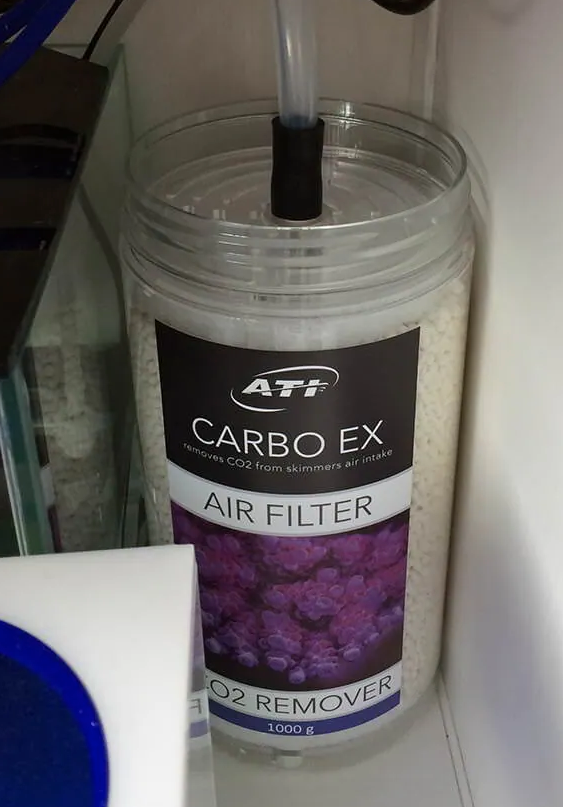 ATI
CARBO EX
removes CO2 from skimmers air intake
AIR FILTER
CO2 REMOVER
1000 g